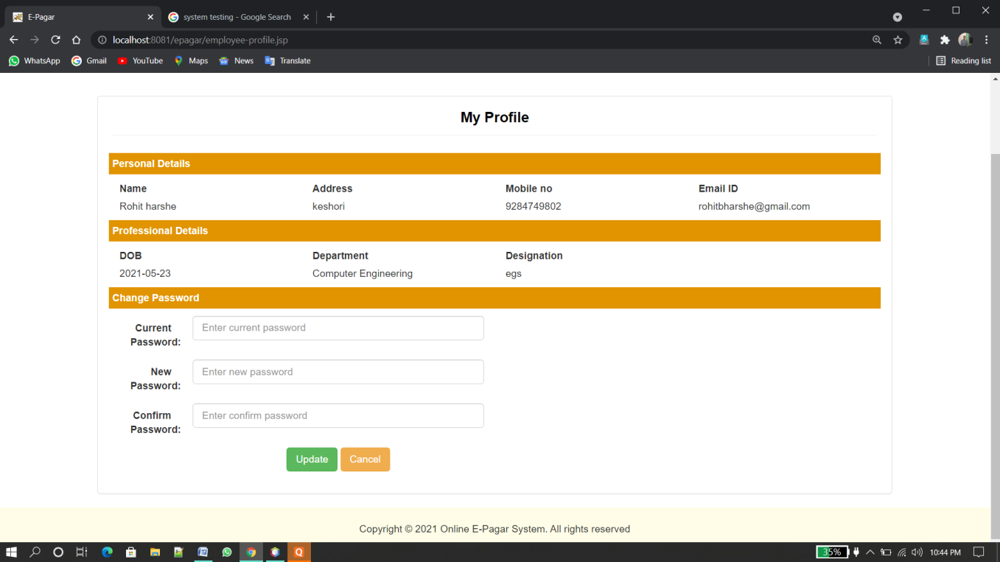 E-Pagar
system testing - Google Search
localhost:8081/epagar/employee-profile.jsp
WhatsApp Gmail YouTube Maps News Translate Reading list
My Profile
Personal Details
Name Address Mobile no Email ID
Rohit harshe keshori 9284749802 rohitbharshe@gmail.com
Professional Details
DOB Department Designation
2021-05-23 Computer Engineering egs
Change Password
Current
Password:
Enter current password
New
Password:
Enter new password
Confirm
Password:
Enter confirm password
Update Cancel
Copyright © 2021 Online E-Pagar System. All rights reserved
35% 10:44 PM